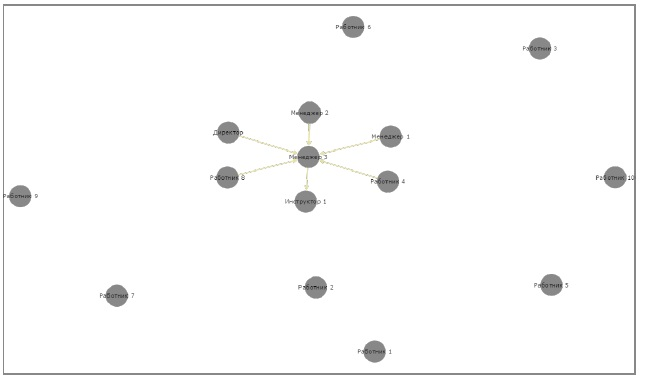 Работник 6
Работник 3
Менеджер 2
Директор
Менеджер 1
Менеджер 3
Работник 8
Работник 4
Работник 10
Работник 9
Инструктор 1
Работник 5
Работник 2
Работник 7
Работник 1